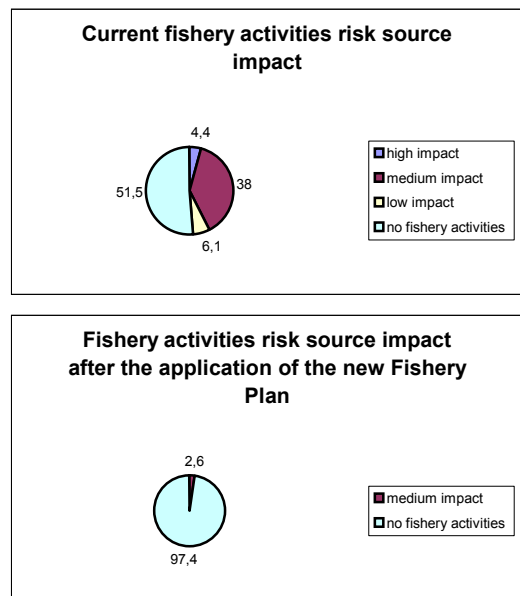 Current fishery activities risk source
impact
4,4
38
6,1
51,5
high impact
medium impact
low impact
no fishery activities
Fishery activities risk source impact
after the application of the new Fishery
Plan
2,6
97,4
medium impact
no fishery activities